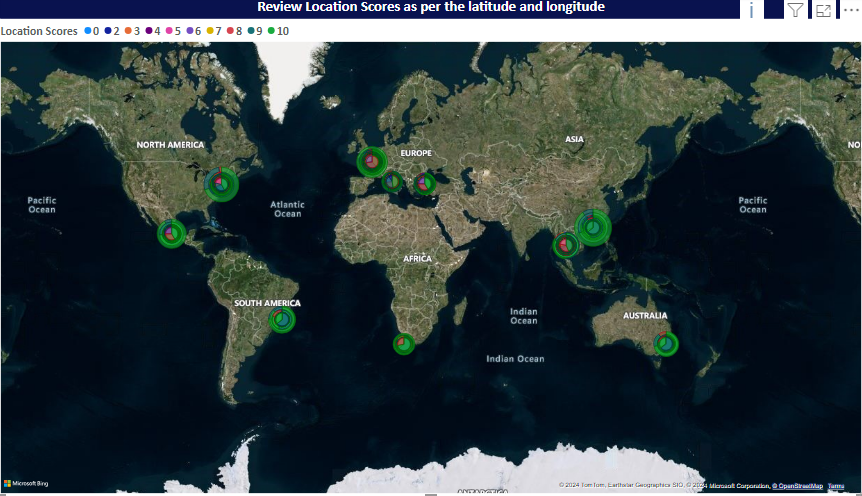 Review Location Scores as per the latitude and longitude
Location Scores 0 2 3 4 5 6 7 8 9 10
NORTH AMERICA
EUROPE
ASIA
NO
Pacific
Ocean
Atlantic
Ocean
Pacific
Ocean
AFRICA
SOUTH AMERICA
Indian
Ocean
AUSTRALIA
Indian Ocean
Microsoft Bing
© 2024 TomTom, Earthstar Geographics SIO, © 2024 Microsoft Corporation, © OpenStreetMap Terms
ANTARCTICA